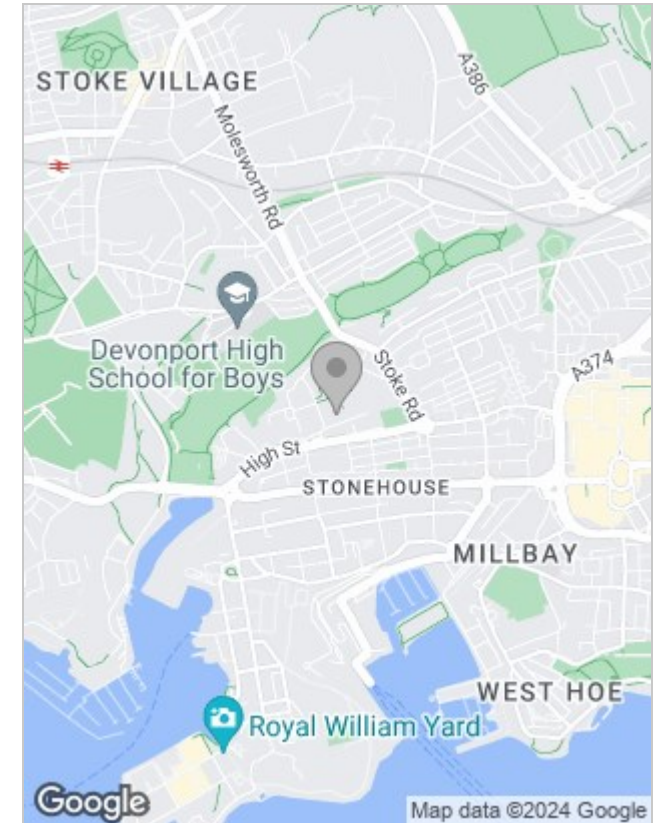 A386
STOKE VILLAGE
Molesworth Rd
Devonport High
School for Boys
Stoke Rd
A374
High St
STONEHOUSE
MILLBAY
WEST HOE
Royal William Yard
Google
Map data ©2024 Google